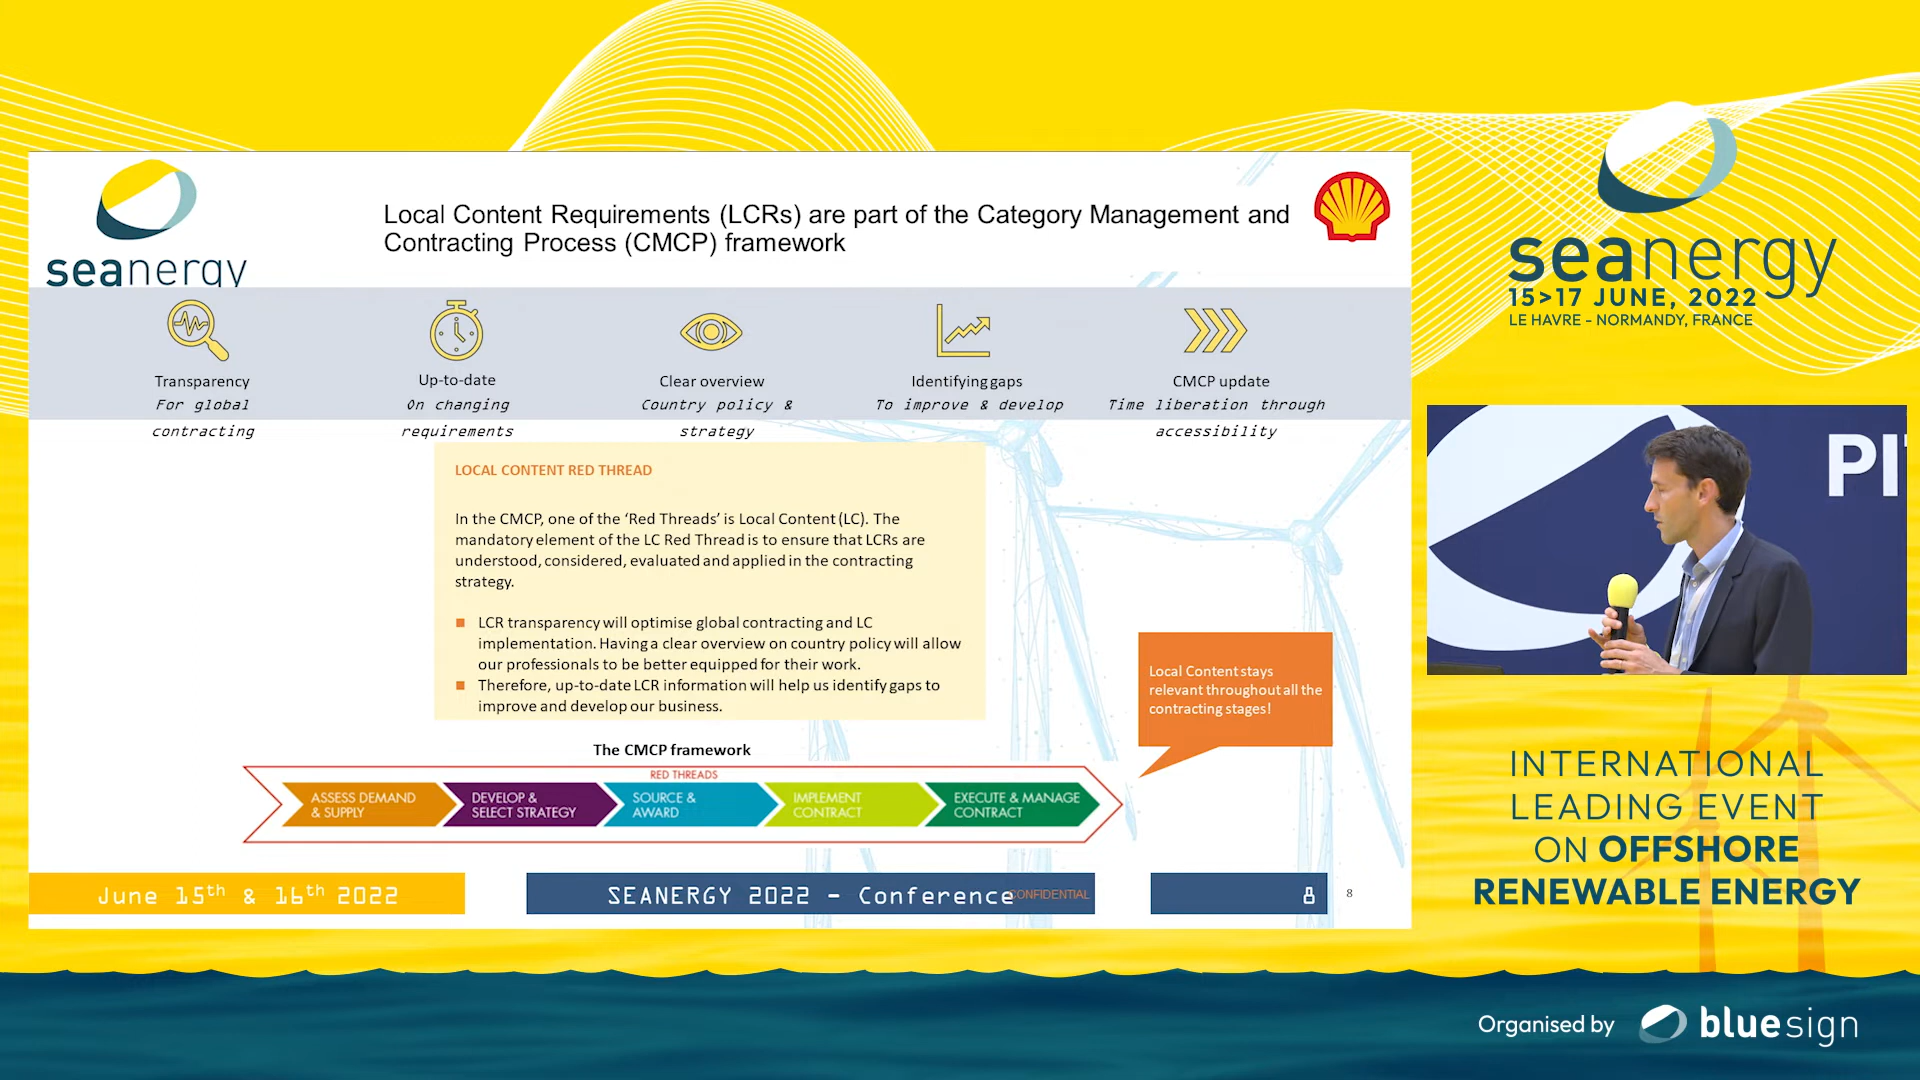 Local Content Requirements (LCRs) are part of the Category Management and
Contracting Process (CMCP) framework
seanergy
Transparency
For global
contracting
Up-to-date
On changing
requirements
Clear overview
Country policy &
strategy
Identifying gaps
To improve & develop
CMCP update
Time liberation through
accessibility
LOCAL CONTENT RED THREAD
In the CMCP, one of the ‘Red Threads’ is Local Content (LC). The
mandatory element of the LC Red Thread is to ensure that LCRs are
understood, considered, evaluated and applied in the contracting
strategy.
LCR transparency will optimise global contracting and LC
implementation. Having a clear overview on country policy will allow
our professionals to be better equipped for their work.
Therefore, up-to-date LCR information will help us identify gaps to
improve and develop our business.
Local Content stays
relevant throughout all the
contracting stages!
The CMCP framework
RED THREADS
ASSESS DEMAND
& SUPPLY
DEVELOP &
SELECT STRATEGY
SOURCE &
AWARD
IMPLEMENT
CONTRACT
EXECUTE & MANAGE
CONTRACT
June 15th & 16th 2022
SEANERGY 2022 - Conference
CONFIDENTIAL
8
8
seanergy
15>17 JUNE, 2022
LE HAVRE - NORMANDY, FRANCE
PI
INTERNATIONAL
LEADING EVENT
ON OFFSHORE
RENEWABLE ENERGY
Organised by bluesign